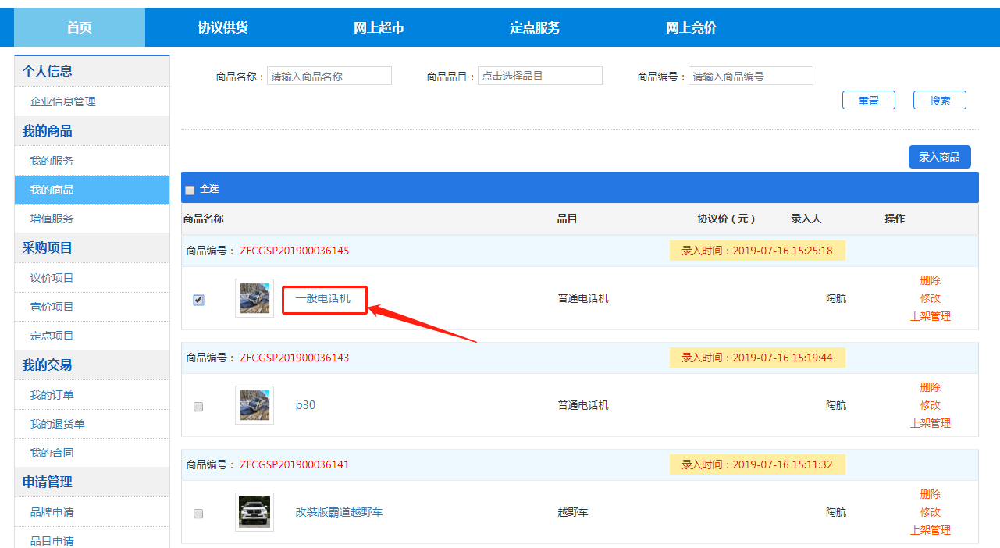 首页 协议供货 网上超市 定点服务 网上竞价
个人信息
企业信息管理
我的商品
我的服务
我的商品
增值服务
采购项目
议价项目
竞价项目
定点项目
我的交易
我的订单
我的退货单
我的合同
申请管理
品牌申请
品目申请
商品名称： 请输入商品名称 商品品目： 点击选择品目 商品编号： 请输入商品编号
重置 搜索
录入商品
全选
商品名称 品目 协议价（元） 录入人 操作
商品编号： ZFCGSP201900036145 录入时间：2019-07-16 15:25:18
一般电话机 普通电话机 陶航
删除
修改
上架管理
商品编号： ZFCGSP201900036143 录入时间：2019-07-16 15:19:44
p30 普通电话机 陶航
删除
修改
上架管理
商品编号： ZFCGSP201900036141 录入时间：2019-07-16 15:11:32
改装版霸道越野车 越野车 陶航
删除
修改
上架管理